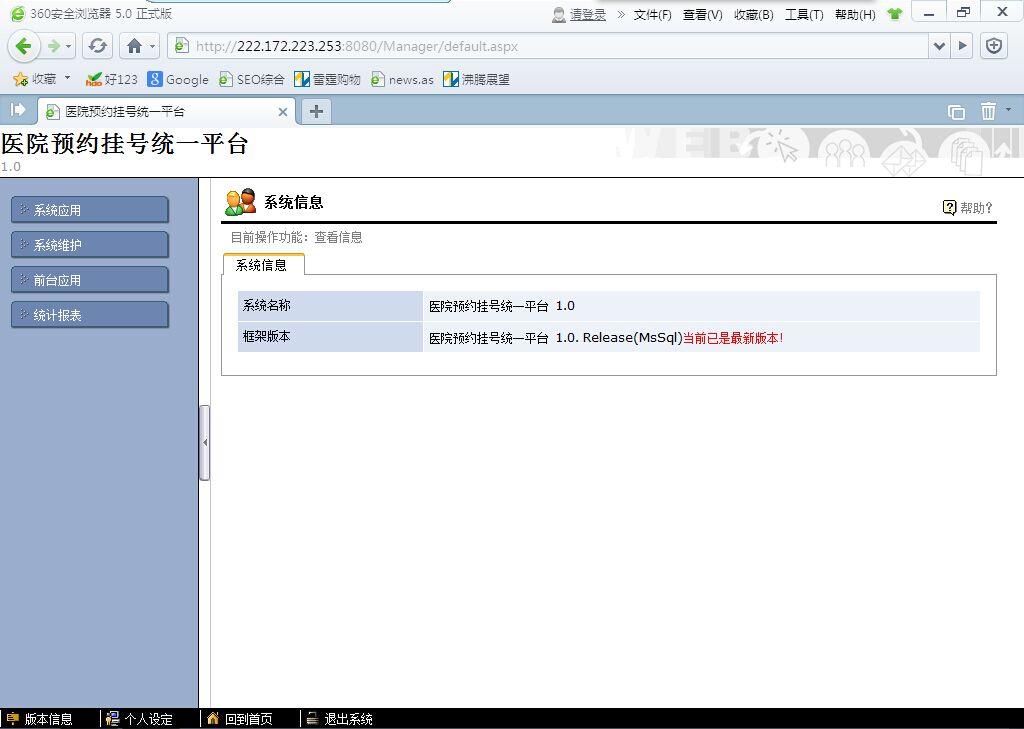 360安全浏览器 5.0 正式版
请登录 » 文件(F) 查看(V) 收藏(B) 工具(T) 帮助(H)
http://222.172.223.253:8080/Manager/default.aspx
收藏 好123 Google SEO综合 雷霆购物 news.as 沸腾展望
医院预约挂号统一平台
医院预约挂号统一平台
WEB
1.0
系统应用
系统维护
前台应用
统计报表
系统信息
帮助?
目前操作功能：查看信息
系统信息
系统名称 医院预约挂号统一平台 1.0
框架版本 医院预约挂号统一平台 1.0. Release(MsSql)当前已是最新版本!
版本信息 个人设定 回到首页 退出系统